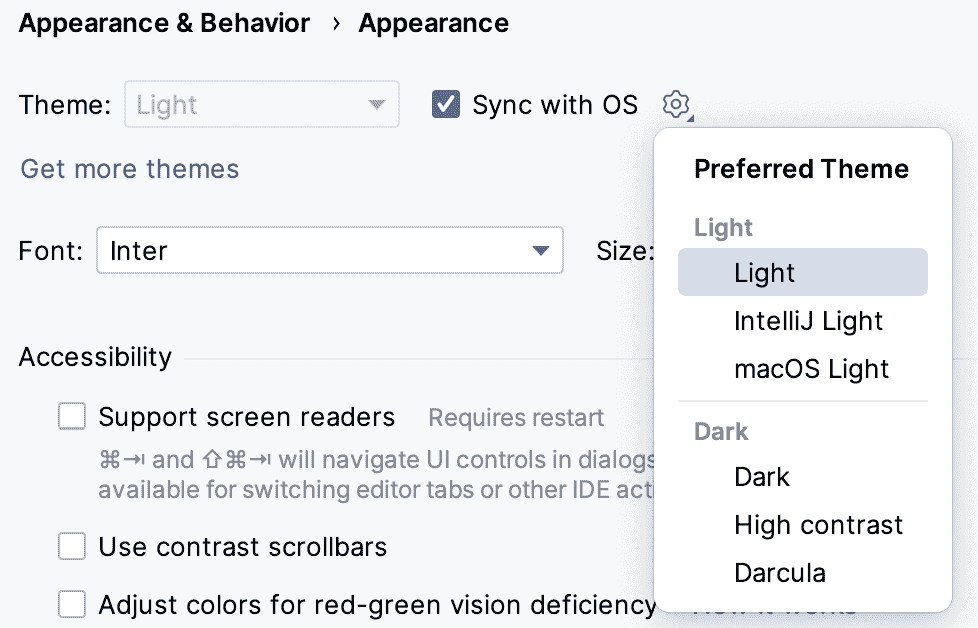 Appearance & Behavior › Appearance
Theme: Light Sync with OS
Get more themes
Font: Inter Size:
Accessibility
Support screen readers Requires restart
⌘⇥ and ⇧⌘⇥ will navigate UI controls in dialogs
available for switching editor tabs or other IDE acti
Use contrast scrollbars
Adjust colors for red-green vision deficiency
Preferred Theme
Light
Light
IntelliJ Light
macOS Light
Dark
Dark
High contrast
Darcula